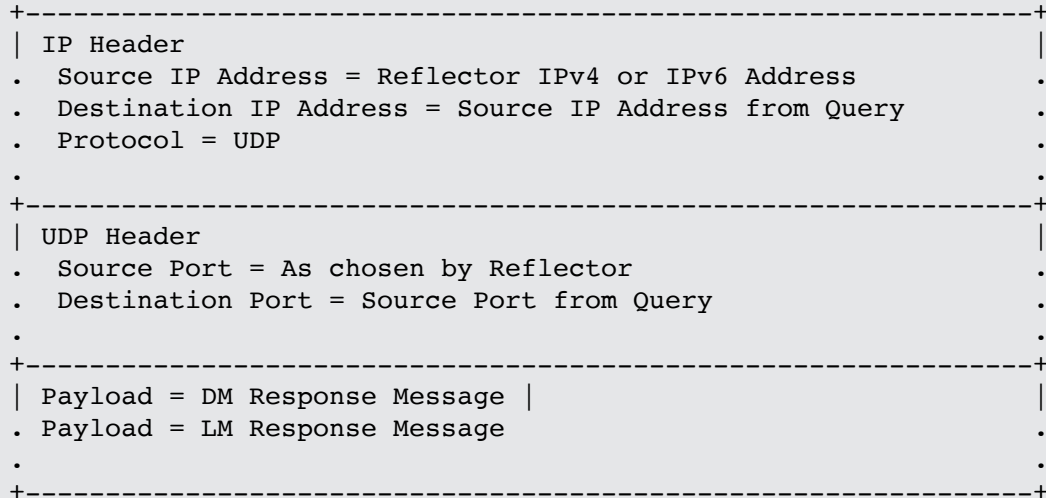 +---------------------------------------------------------------+
| IP Header                                                     |
.  Source IP Address = Reflector IPv4 or IPv6 Address           .
.  Destination IP Address = Source IP Address from Query        .
.  Protocol = UDP                                               .
.                                                               .
+---------------------------------------------------------------+
| UDP Header                                                    |
.  Source Port = As chosen by Reflector                         .
.  Destination Port = Source Port from Query                    .
.                                                               .
+---------------------------------------------------------------+
| Payload = DM Response Message |                               |
. Payload = LM Response Message                                 .
.                                                               .
+---------------------------------------------------------------+